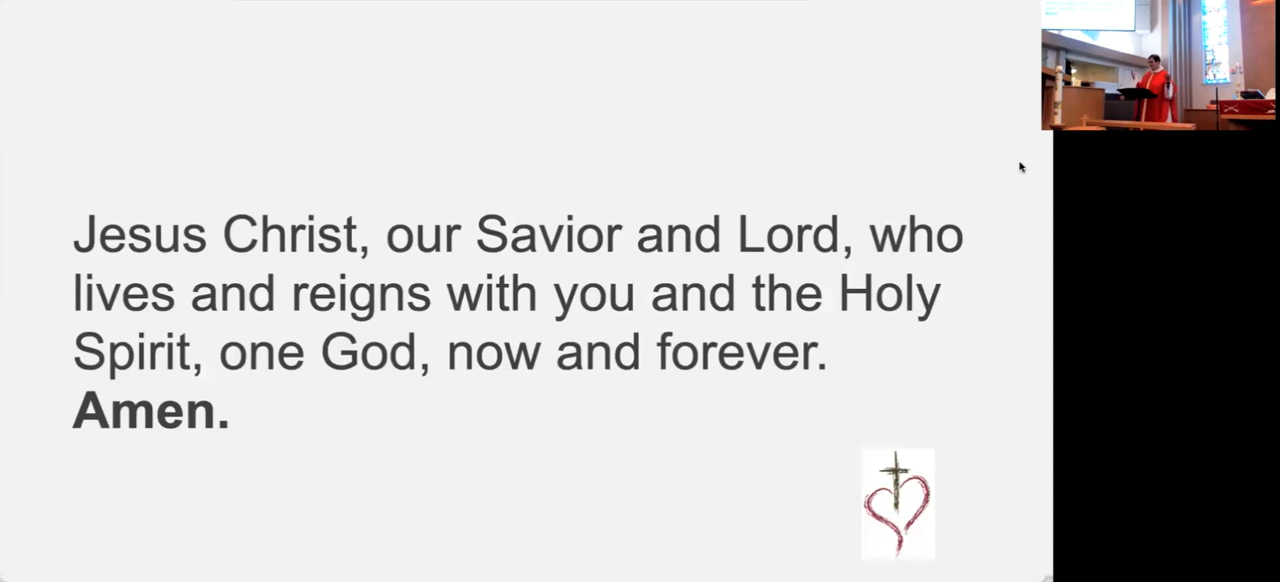 Jesus Christ, our Savior and Lord, who
lives and reigns with you and the Holy
Spirit, one God, now and forever.
Amen.